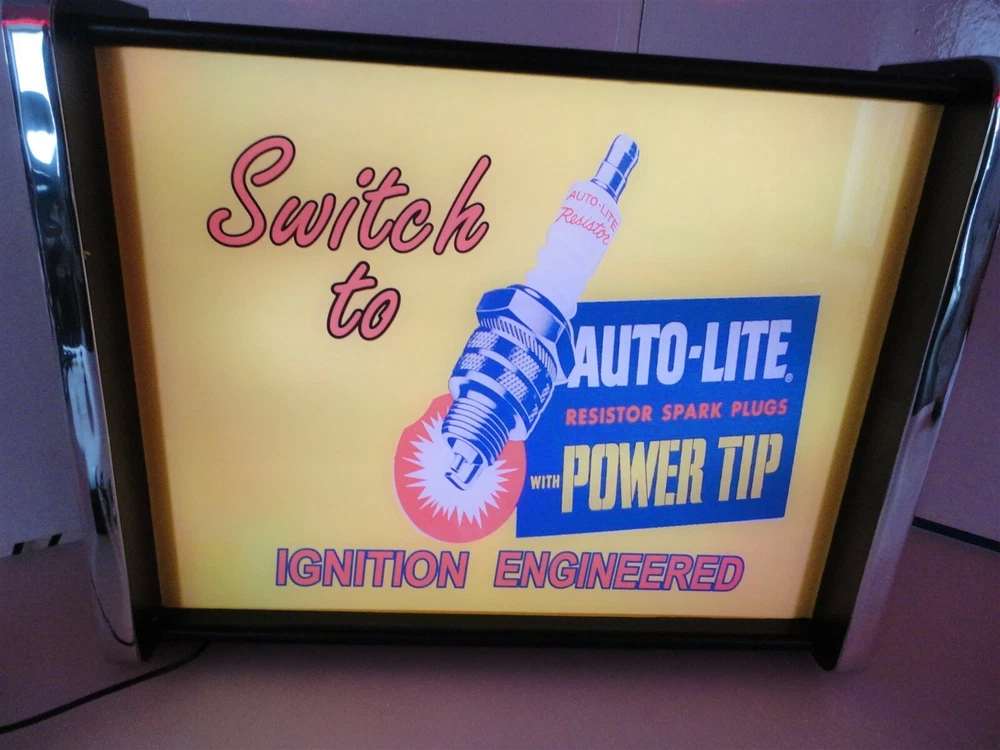 Switch
to
AUTO-LITE
Resistor
AUTO-LITE®
RESISTOR SPARK PLUGS
WITH POWER TIP
IGNITION ENGINEERED